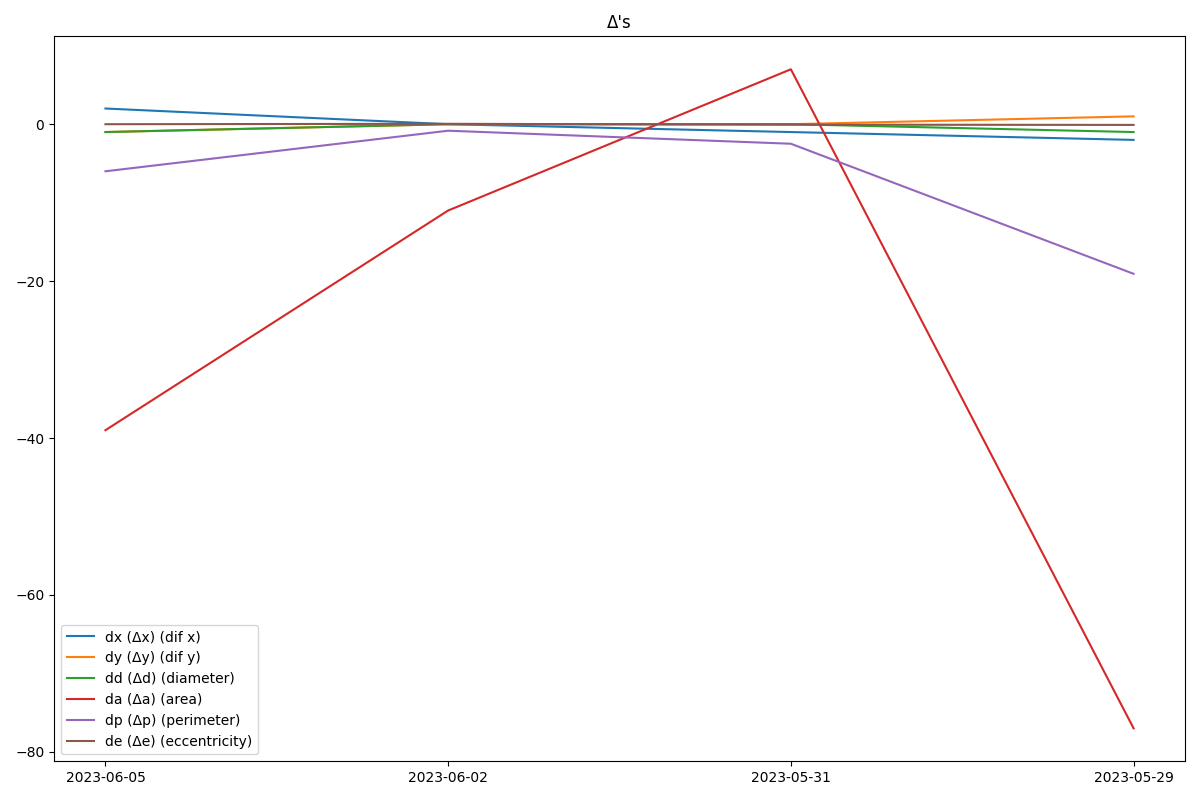 Δ's
0
−20
−40
−60
−80
dx (Δx) (dif x)
dy (Δy) (dif y)
dd (Δd) (diameter)
da (Δa) (area)
dp (Δp) (perimeter)
de (Δe) (eccentricity)
2023-06-05 2023-06-02 2023-05-31 2023-05-29